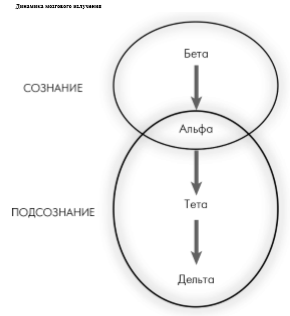 Динамика мозгового излучения
Бета
СОЗНАНИЕ
Альфа
ПОДСОЗНАНИЕ
Тета
Дельта